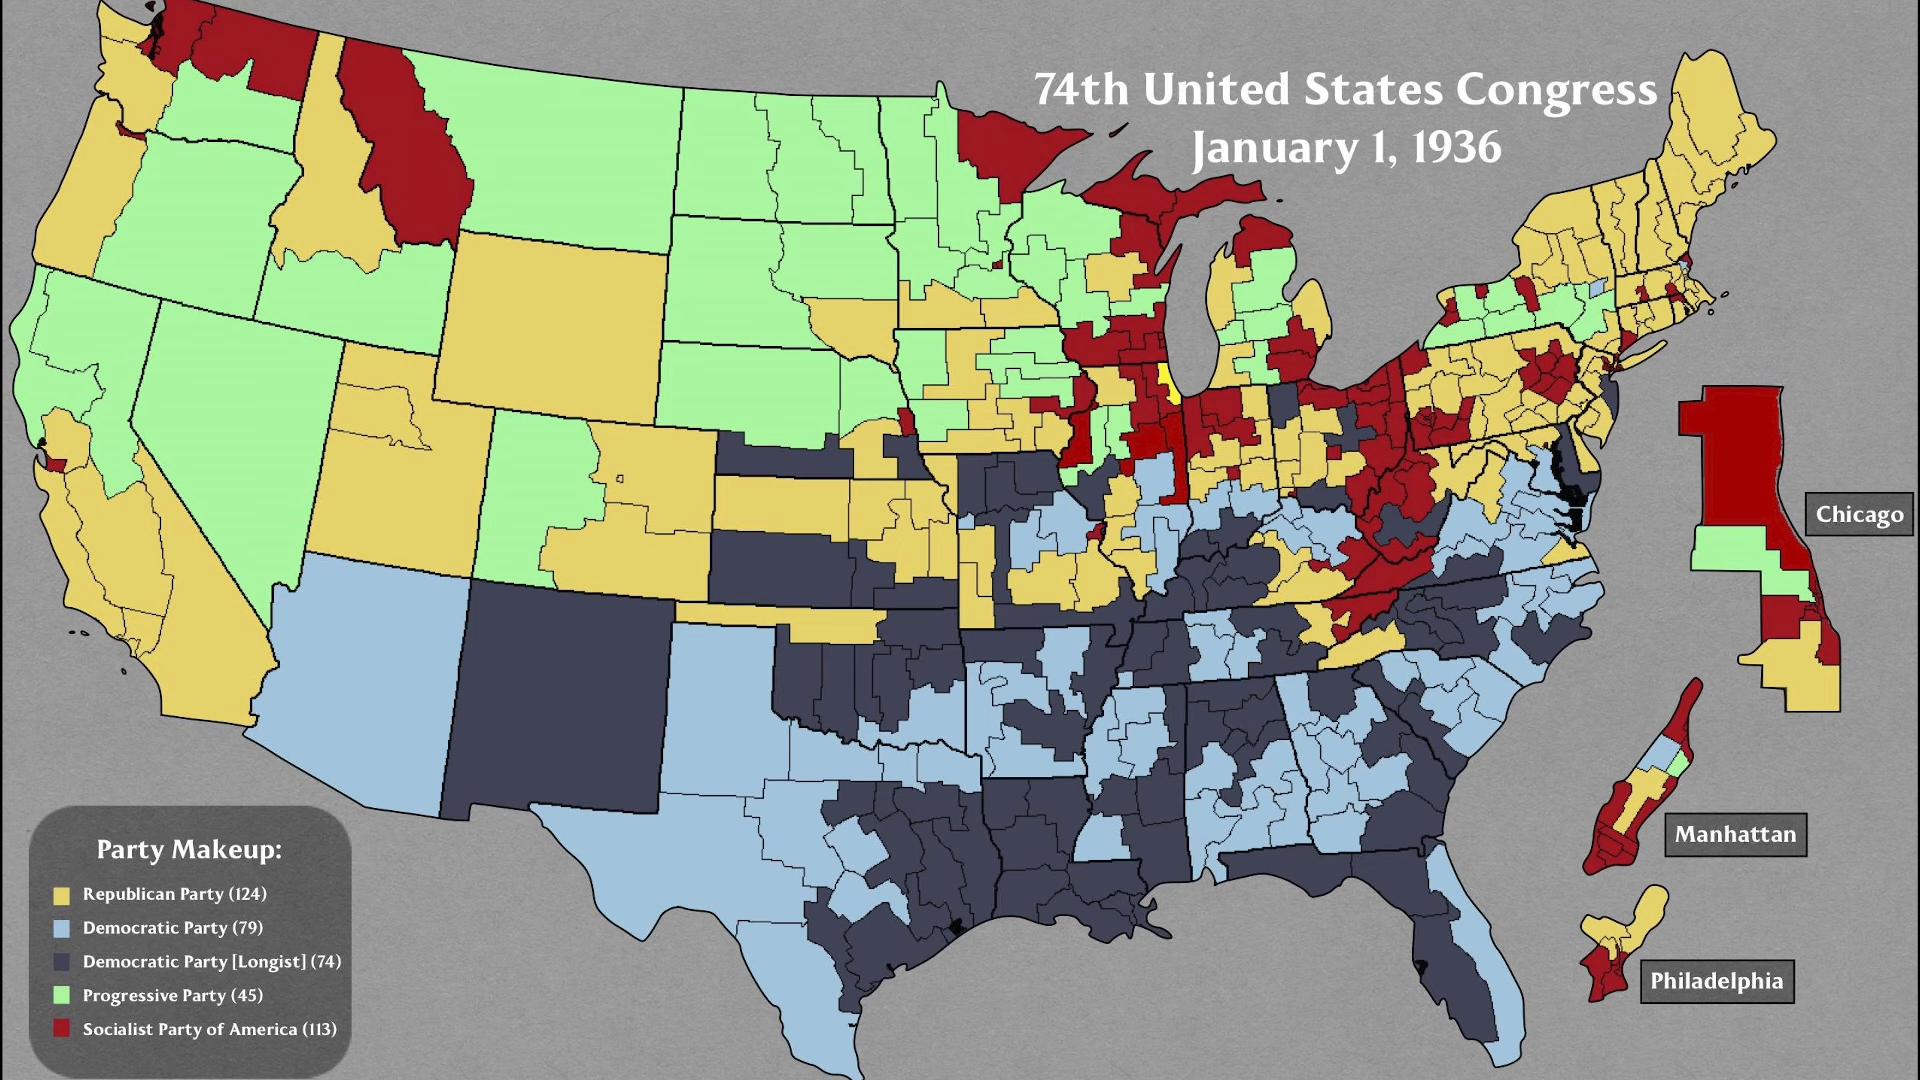 74th United States Congress
January 1, 1936
Chicago
Manhattan
Philadelphia
Party Makeup:
Republican Party (124)
Democratic Party (79)
Democratic Party [Longist] (74)
Progressive Party (45)
Socialist Party of America (113)